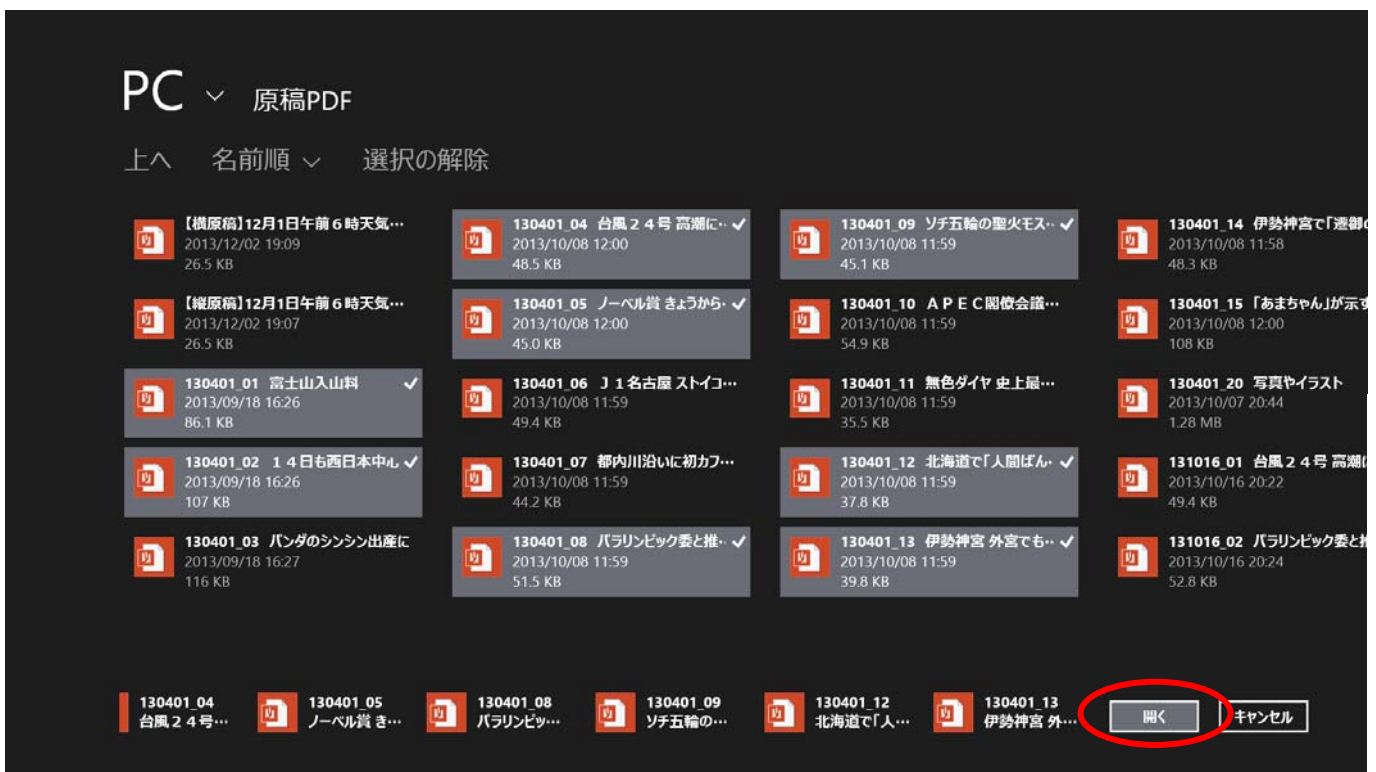 PC 原稿PDF
上へ 名前順 選択の解除
【横原稿】12月1日午前6時天気…
2013/12/02 19:09
26.5 KB
【縦原稿】12月1日午前6時天気…
2013/12/02 19:07
26.5 KB
130401_01 富士山入山料
2013/09/18 16:26
86.1 KB
130401_02 14日も西日本中心
2013/09/18 16:26
107 KB
130401_03 パンダのシンシン出産に
2013/09/18 16:27
116 KB
130401_04 台風24号 高潮に…
2013/10/08 12:00
48.5 KB
130401_05 ノーベル賞 きょうから…
2013/10/08 12:00
45.0 KB
130401_06 J1名古屋 ストイコ…
2013/10/08 11:59
49.4 KB
130401_07 都内川沿いに初カフ…
2013/10/08 11:59
44.2 KB
130401_08 パラリンピック委と推…
2013/10/08 11:59
51.5 KB
130401_09 ソチ五輪の聖火モス…
2013/10/08 11:59
45.1 KB
130401_10 APEC閣僚会議…
2013/10/08 11:59
54.9 KB
130401_11 無色ダイヤ 史上最…
2013/10/08 11:59
35.5 KB
130401_12 北海道で「人間ばん…
2013/10/08 11:59
37.8 KB
130401_13 伊勢神宮 外宮でも…
2013/10/08 11:59
39.8 KB
130401_14 伊勢神宮で「遷御の
2013/10/08 11:58
48.3 KB
130401_15 「あまちゃん」が示す
2013/10/08 12:00
108 KB
130401_20 写真やイラスト
2013/10/07 20:44
1.28 MB
131016_01 台風24号 高潮に
2013/10/16 20:22
49.4 KB
131016_02 パラリンピック委と推
2013/10/16 20:24
52.8 KB
130401_04
台風24号…
130401_05
ノーベル賞 き…
130401_08
パラリンピッ…
130401_09
ソチ五輪の…
130401_12
北海道で「人…
130401_13
伊勢神宮 外…
開く キャンセル